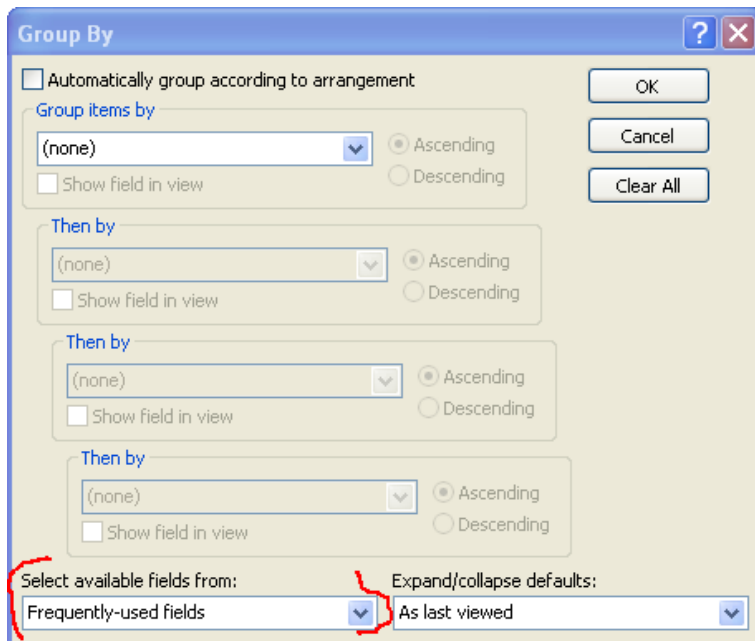 Group By
Automatically group according to arrangement
OK
Group items by
(none)
Ascending
Cancel
Show field in view
Descending
Clear All
Then by
(none)
Ascending
Show field in view
Descending
Then by
(none)
Ascending
Show field in view
Descending
Then by
(none)
Ascending
Show field in view
Descending
Select available fields from:
Expand/collapse defaults:
Frequently-used fields
As last viewed